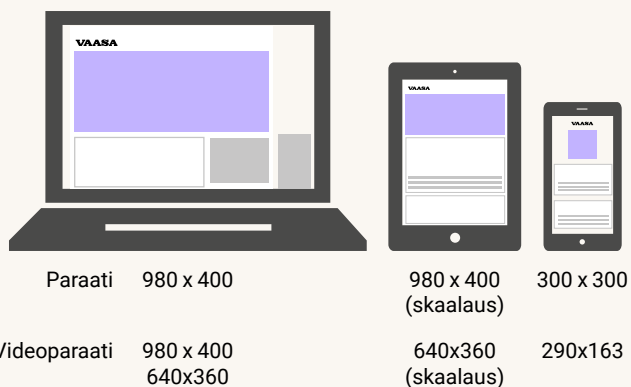 VAASA
VAASA
VAASA
Paraati 980 x 400 980 x 400 300 x 300
(skaalaus)
Videoparaati 980 x 400 640x360 290x163
640x360 (skaalaus)